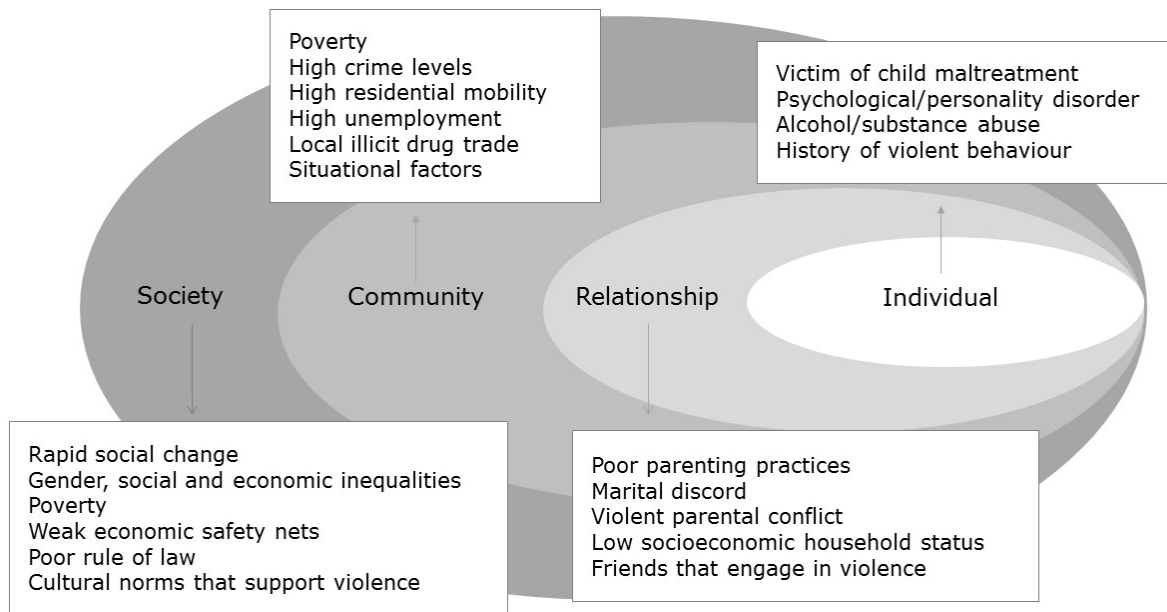 Poverty
High crime levels
High residential mobility
High unemployment
Local illicit drug trade
Situational factors
Victim of child maltreatment
Psychological/personality disorder
Alcohol/substance abuse
History of violent behaviour
Society
Community
Relationship
Individual
Rapid social change
Gender, social and economic inequalities
Poverty
Weak economic safety nets
Poor rule of law
Cultural norms that support violence
Poor parenting practices
Marital discord
Violent parental conflict
Low socioeconomic household status
Friends that engage in violence